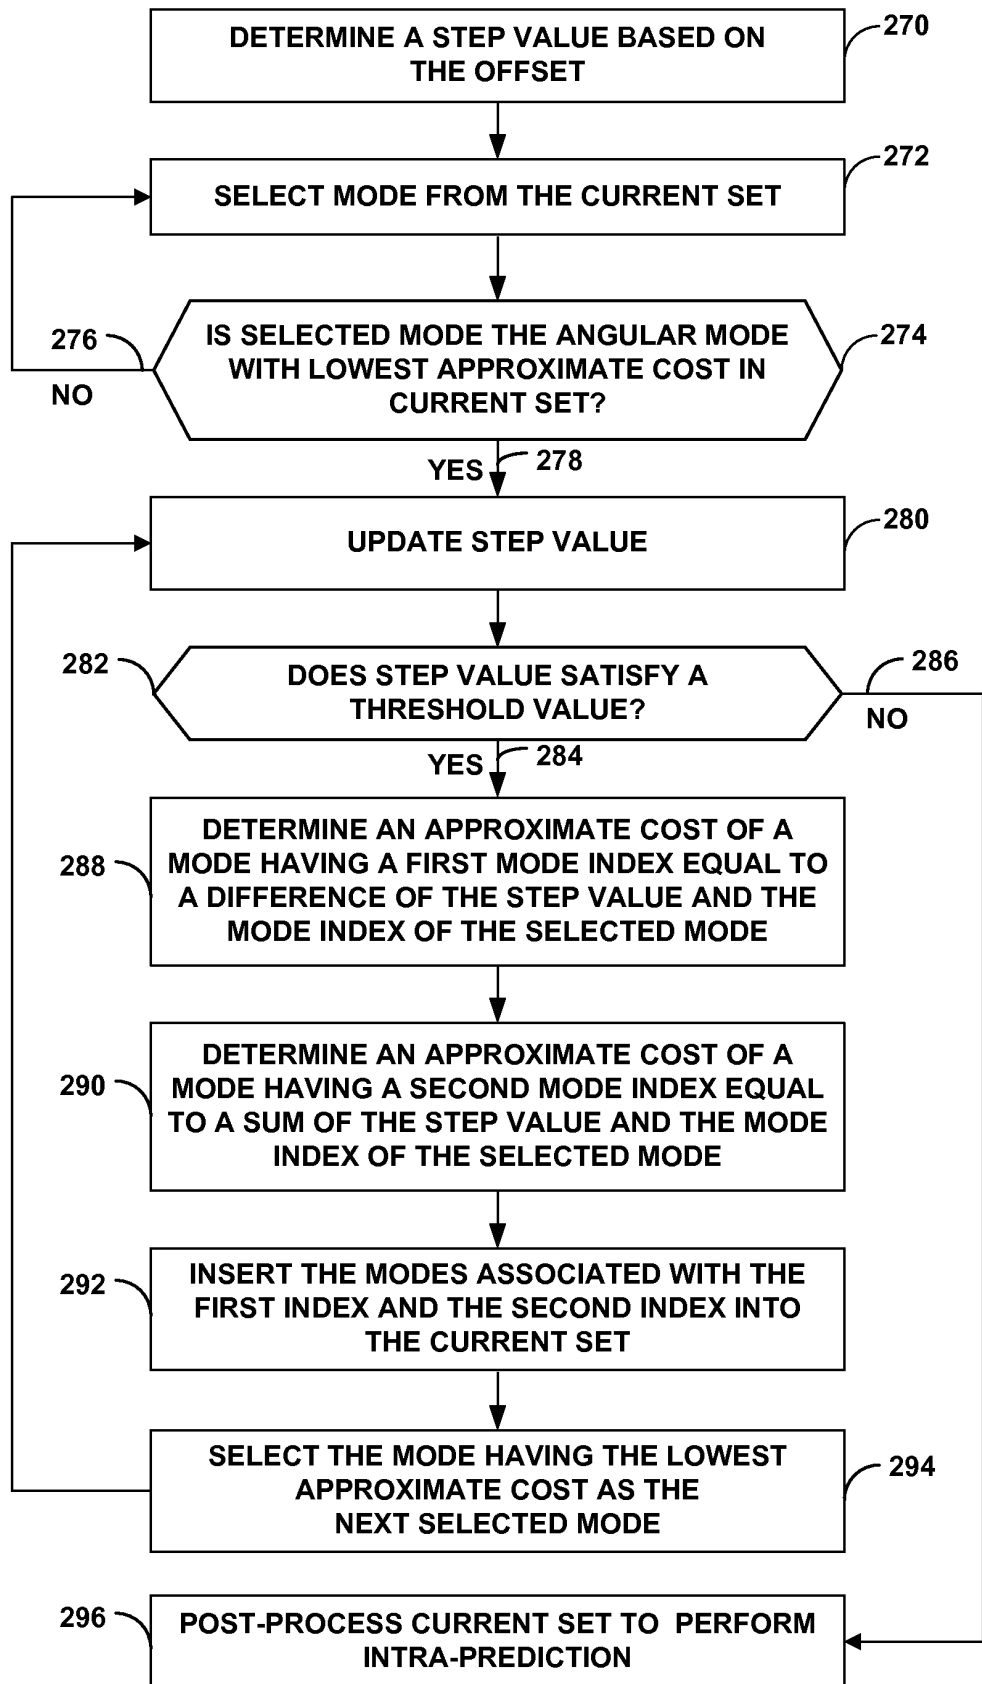 DETERMINE A STEP VALUE BASED ON
THE OFFSET
270
SELECT MODE FROM THE CURRENT SET
272
IS SELECTED MODE THE ANGULAR MODE
WITH LOWEST APPROXIMATE COST IN
CURRENT SET?
274
276
NO
YES
278
UPDATE STEP VALUE
280
282
DOES STEP VALUE SATISFY A
THRESHOLD VALUE?
286
NO
YES
284
288
DETERMINE AN APPROXIMATE COST OF A
MODE HAVING A FIRST MODE INDEX EQUAL TO
A DIFFERENCE OF THE STEP VALUE AND THE
MODE INDEX OF THE SELECTED MODE
290
DETERMINE AN APPROXIMATE COST OF A
MODE HAVING A SECOND MODE INDEX EQUAL
TO A SUM OF THE STEP VALUE AND THE MODE
INDEX OF THE SELECTED MODE
292
INSERT THE MODES ASSOCIATED WITH THE
FIRST INDEX AND THE SECOND INDEX INTO
THE CURRENT SET
SELECT THE MODE HAVING THE LOWEST
APPROXIMATE COST AS THE
NEXT SELECTED MODE
294
296
POST-PROCESS CURRENT SET TO PERFORM
INTRA-PREDICTION